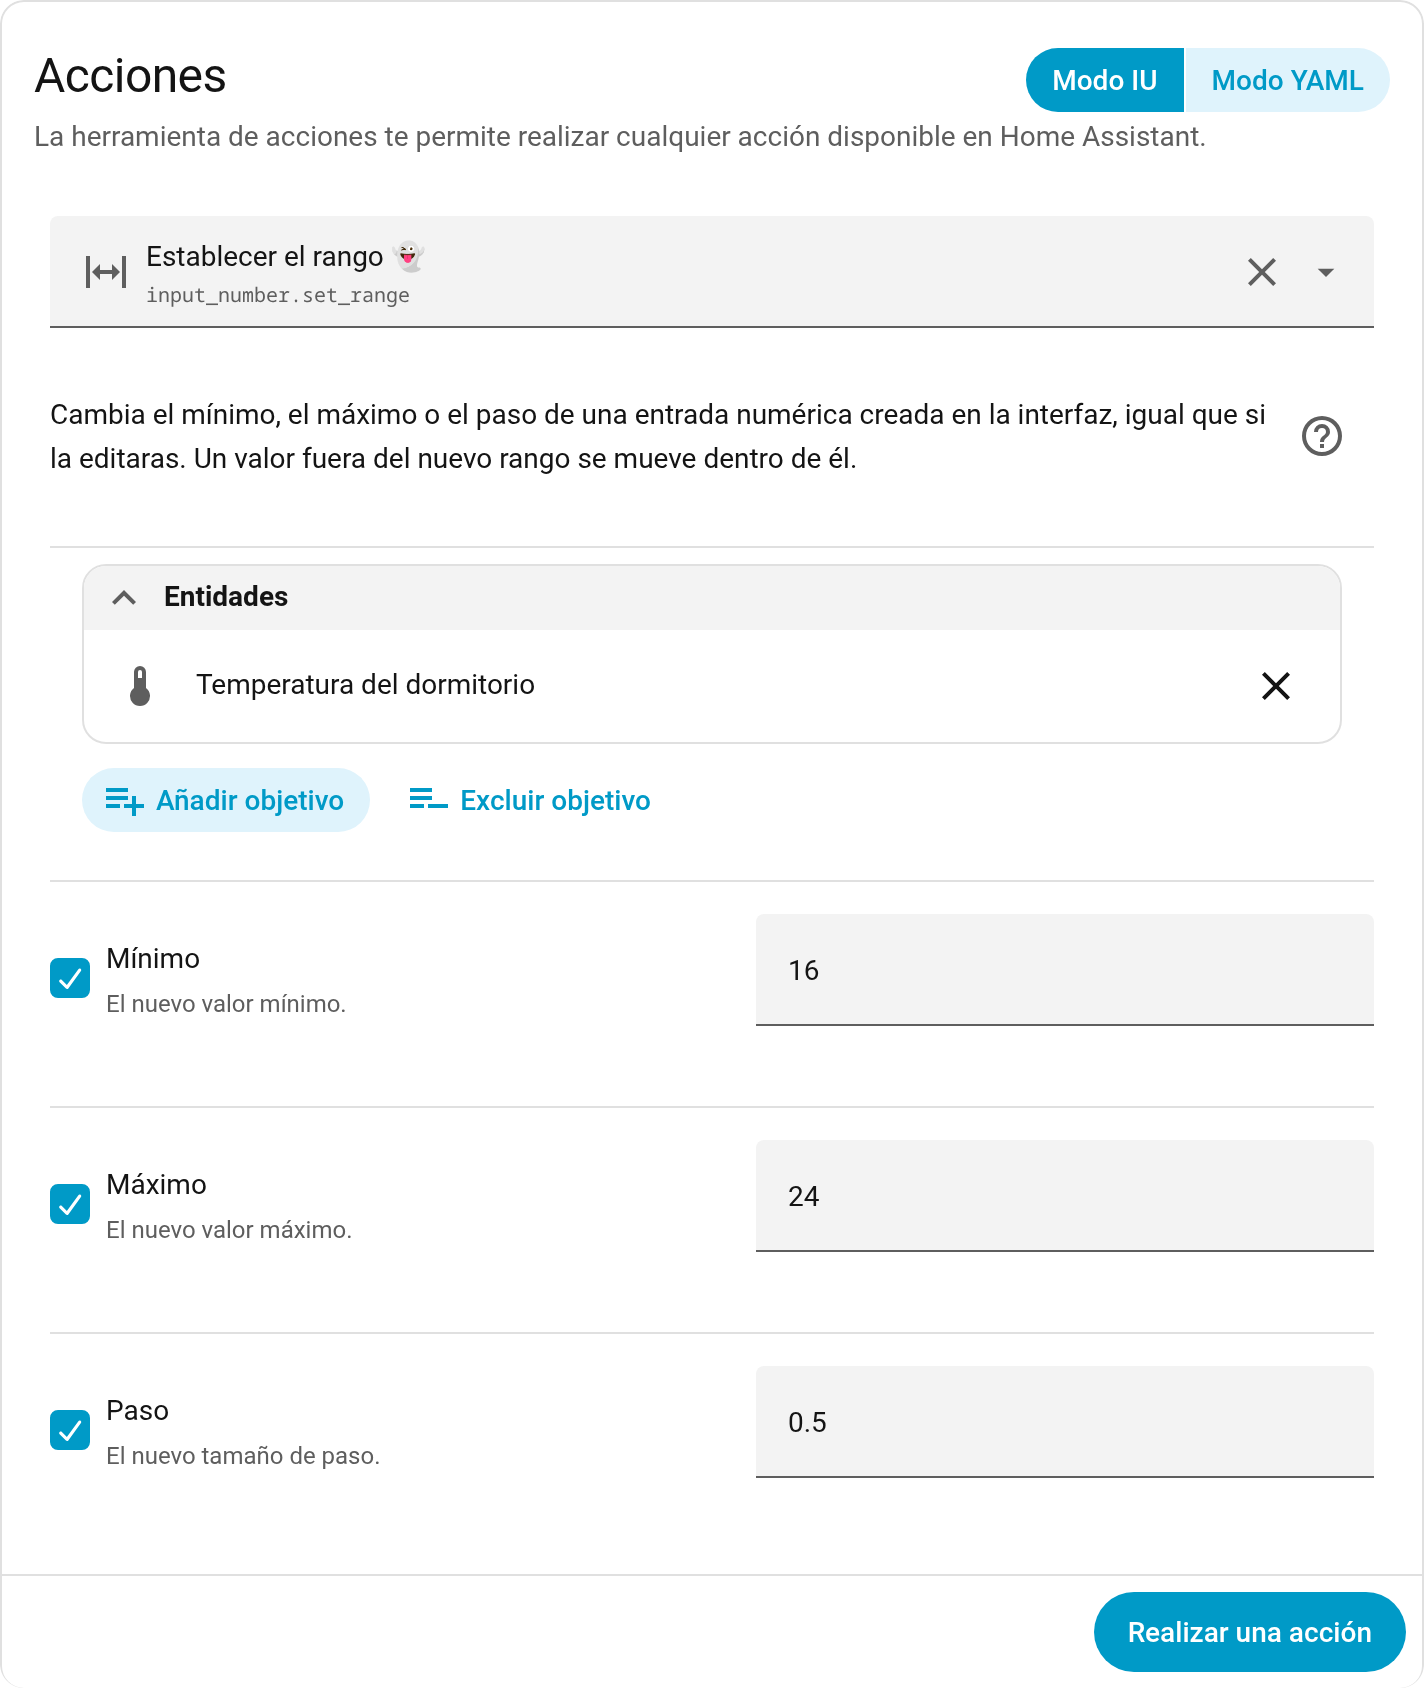 Acciones
Modo IU
Modo YAML
La herramienta de acciones te permite realizar cualquier acción disponible en Home Assistant.
Establecer el rango 👻
input_number.set_range
Cambia el mínimo, el máximo o el paso de una entrada numérica creada en la interfaz, igual que si
la editaras. Un valor fuera del nuevo rango se mueve dentro de él.
Entidades
Temperatura del dormitorio
Añadir objetivo
Excluir objetivo
Mínimo
El nuevo valor mínimo.
16
Máximo
El nuevo valor máximo.
24
Paso
El nuevo tamaño de paso.
0.5
Realizar una acción